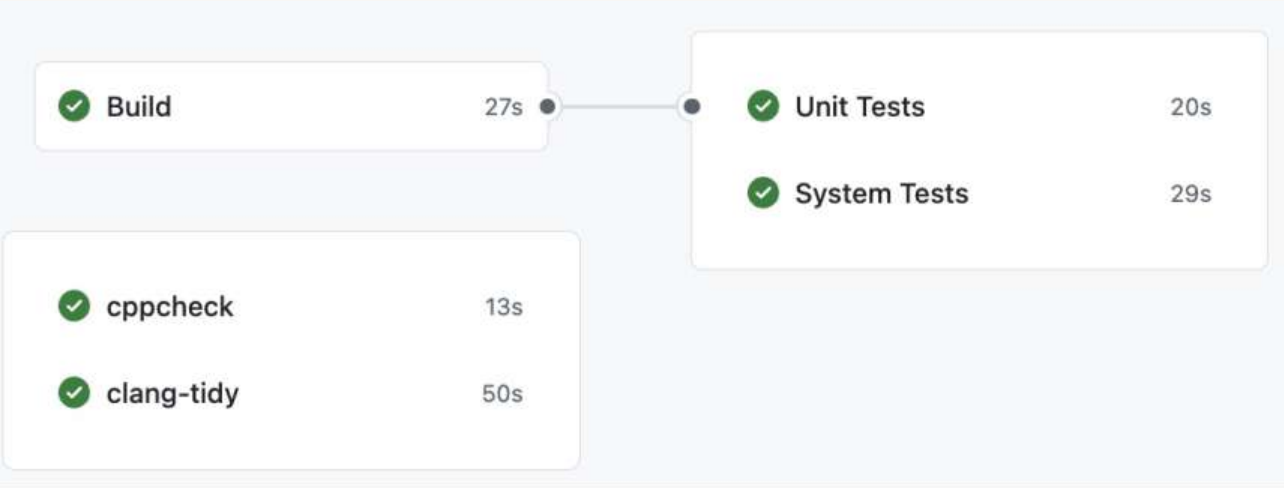 Build 27s
Unit Tests 20s
System Tests 29s
cppcheck 13s
clang-tidy 50s